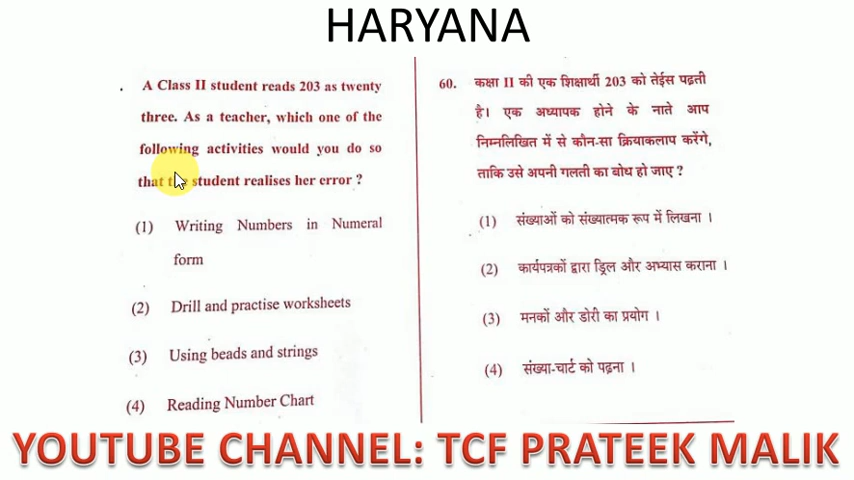 HARYANA
. A Class II student reads 203 as twenty
three. As a teacher, which one of the
following activities would you do so
that the student realises her error ?
(1) Writing Numbers in Numeral
form
(2) Drill and practise worksheets
(3) Using beads and strings
(4) Reading Number Chart
60. कक्षा II की एक शिक्षार्थी 203 को तेईस पढ़ती
है। एक अध्यापक होने के नाते आप
निम्नलिखित में से कौन-सा क्रियाकलाप करेंगे,
ताकि उसे अपनी गलती का बोध हो जाए ?
(1) संख्याओं को संख्यात्मक रूप में लिखना ।
(2) कार्यपत्रकों द्वारा ड्रिल और अभ्यास कराना ।
(3) मनकों और डोरी का प्रयोग ।
(4) संख्या-चार्ट को पढ़ना ।
YOUTUBE CHANNEL: TCF PRATEEK MALIK